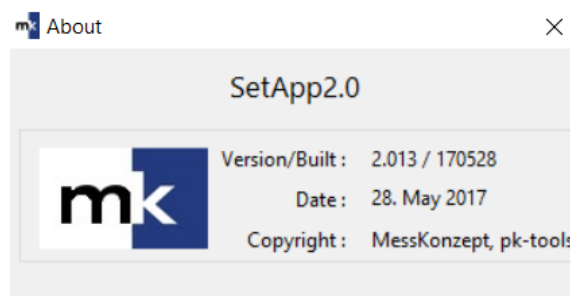 mk About
SetApp2.0
Version/Built : 2.013 / 170528
mk
Date : 28. May 2017
Copyright : MessKonzept, pk-tools